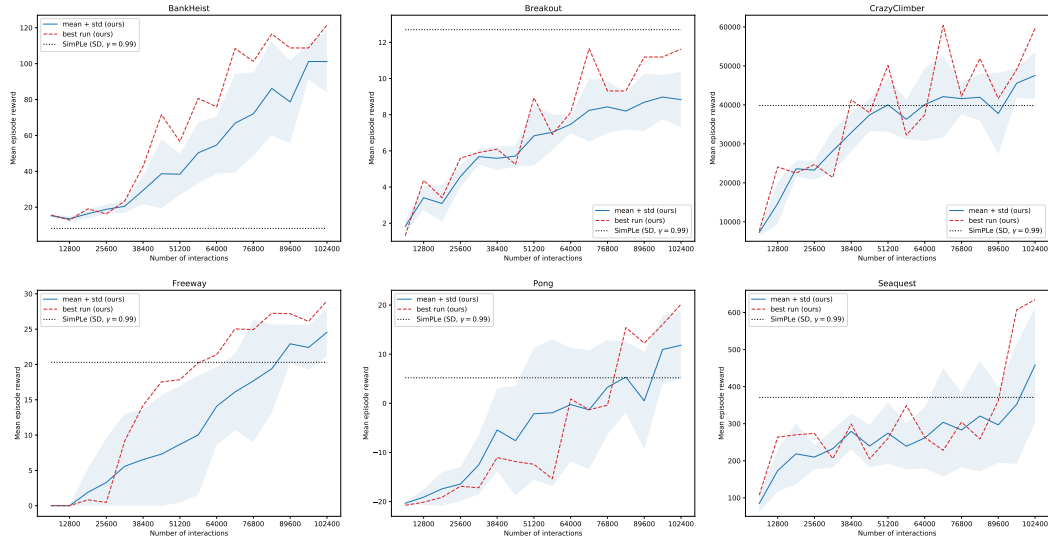 BankHeist
mean + std (ours)
best run (ours)
SimPLe (SD, γ = 0.99)
Mean episode reward
120
100
80
60
40
20
12800 25600 38400 51200 64000 76800 89600 102400
Number of interactions
Breakout
mean + std (ours)
best run (ours)
SimPLe (SD, γ = 0.99)
Mean episode reward
12
10
8
6
4
2
12800 25600 38400 51200 64000 76800 89600 102400
Number of interactions
CrazyClimber
mean + std (ours)
best run (ours)
SimPLe (SD, γ = 0.99)
Mean episode reward
60000
50000
40000
30000
20000
10000
12800 25600 38400 51200 64000 76800 89600 102400
Number of interactions
Freeway
mean + std (ours)
best run (ours)
SimPLe (SD, γ = 0.99)
Mean episode reward
30
25
20
15
10
5
0
12800 25600 38400 51200 64000 76800 89600 102400
Number of interactions
Pong
mean + std (ours)
best run (ours)
SimPLe (SD, γ = 0.99)
Mean episode reward
20
10
0
−10
−20
12800 25600 38400 51200 64000 76800 89600 102400
Number of interactions
Seaquest
mean + std (ours)
best run (ours)
SimPLe (SD, γ = 0.99)
Mean episode reward
600
500
400
300
200
100
12800 25600 38400 51200 64000 76800 89600 102400
Number of interactions